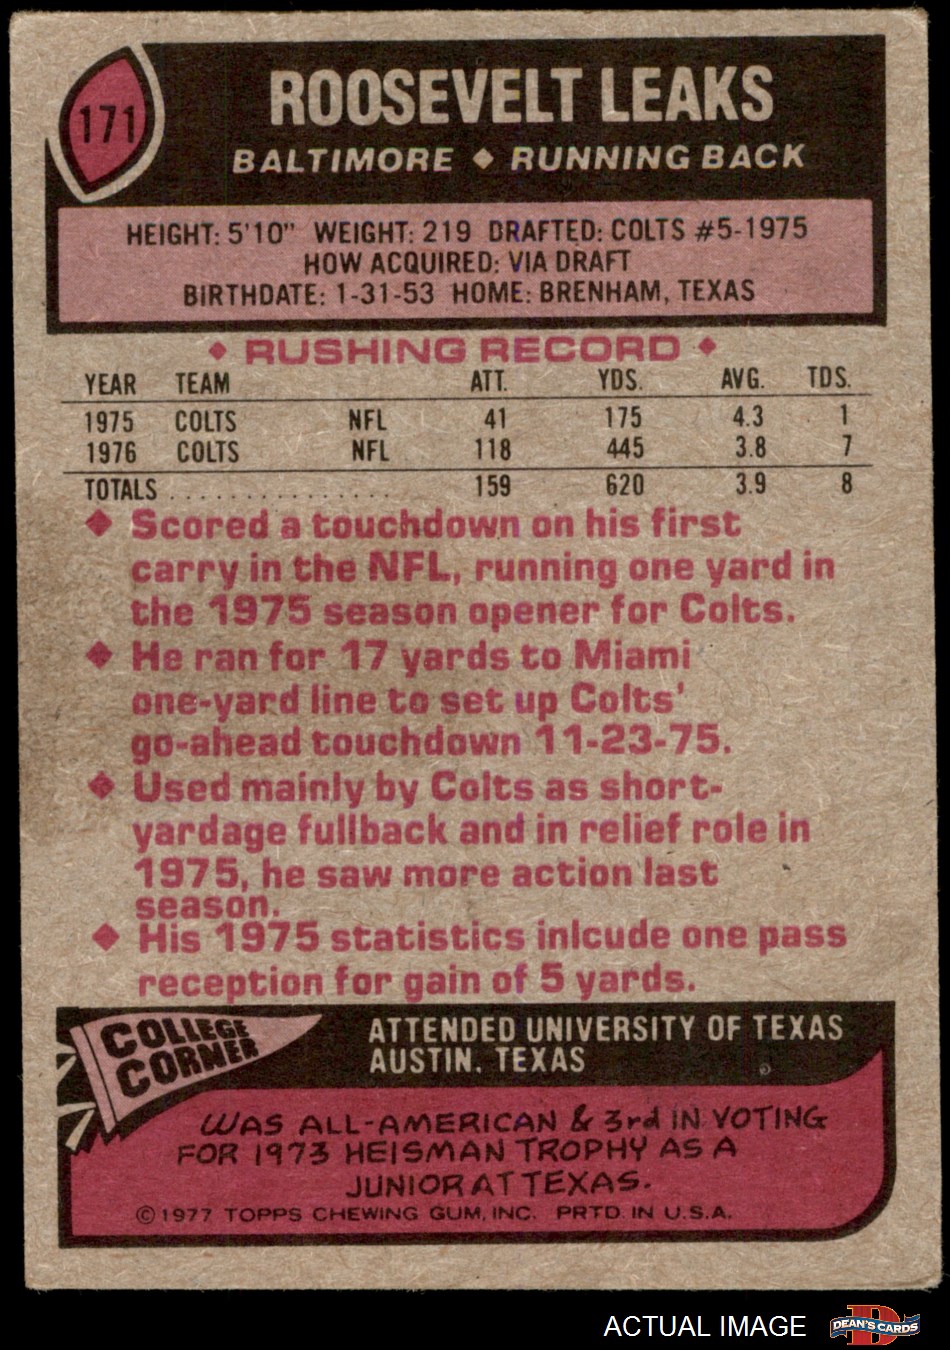 171
ROOSEVELT LEAKS
BALTIMORE ◆ RUNNING BACK
HEIGHT: 5'10" WEIGHT: 219 DRAFTED: COLTS #5-1975
HOW ACQUIRED: VIA DRAFT
BIRTHDATE: 1-31-53 HOME: BRENHAM, TEXAS
◆ RUSHING RECORD ◆
YEAR TEAM ATT. YDS. AVG. TDS.
1975 COLTS NFL 41 175 4.3 1
1976 COLTS NFL 118 445 3.8 7
TOTALS ................ 159 620 3.9 8
◆ Scored a touchdown on his first
carry in the NFL, running one yard in
the 1975 season opener for Colts.
◆ He ran for 17 yards to Miami
one-yard line to set up Colts'
go-ahead touchdown 11-23-75.
◆ Used mainly by Colts as short-
yardage fullback and in relief role in
1975, he saw more action last
season.
◆ His 1975 statistics inlcude one pass
reception for gain of 5 yards.
COLLEGE
CORNER
ATTENDED UNIVERSITY OF TEXAS
AUSTIN, TEXAS
WAS ALL-AMERICAN & 3rd IN VOTING
FOR 1973 HEISMAN TROPHY AS A
JUNIOR AT TEXAS.
©1977 TOPPS CHEWING GUM, INC. PRTD. IN U.S.A.
ACTUAL IMAGE
D
DEAN'S CARDS